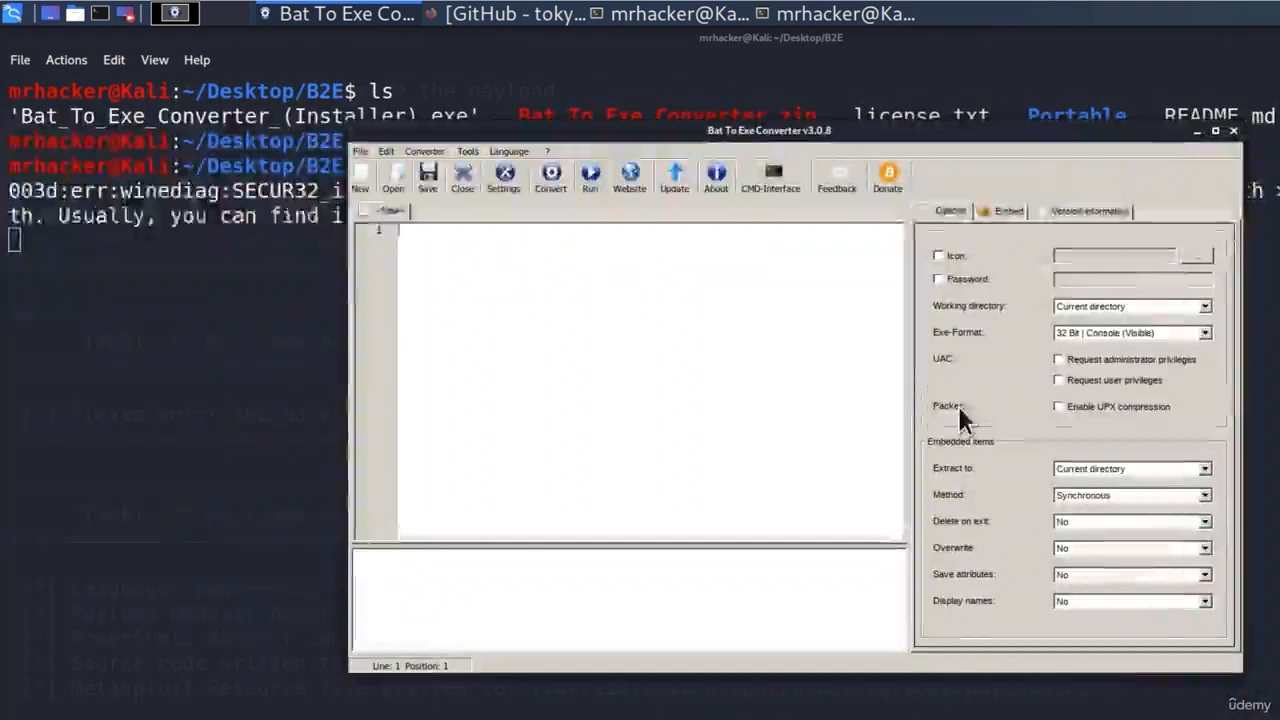 Bat To Exe Co... [GitHub - toky... mrhacker@Ka... mrhacker@Ka...
mrhacker@Kali: ~/Desktop/B2E
File Actions Edit View Help
mrhacker@Kali:~/Desktop/B2E$ ls
'Bat_To_Exe_Converter_(Installer).exe' Bat_To_Exe_Converter.zip license.txt Portable README.md
mrhacker@Kali:~/Desktop/B2E
mrhacker@Kali:~/Desktop/B2E
003d:err:winediag:SECUR32_i
th. Usually, you can find i
Bat To Exe Converter v3.0.8
File Edit Converter Tools Language ?
New Open Save Close Settings Convert Run Website Update About CMD-Interface Feedback Donate
-New- Options Embed Version information
1
Icon: ...
Password:
Working directory: Current directory
Exe-Format: 32 Bit | Console (Visible)
UAC: Request administrator privileges
Request user privileges
Packer: Enable UPX compression
Embedded items
Extract to: Current directory
Method: Synchronous
Delete on exit: No
Overwrite No
Save attributes: No
Display names: No
Line: 1 Position: 1
ûdemy